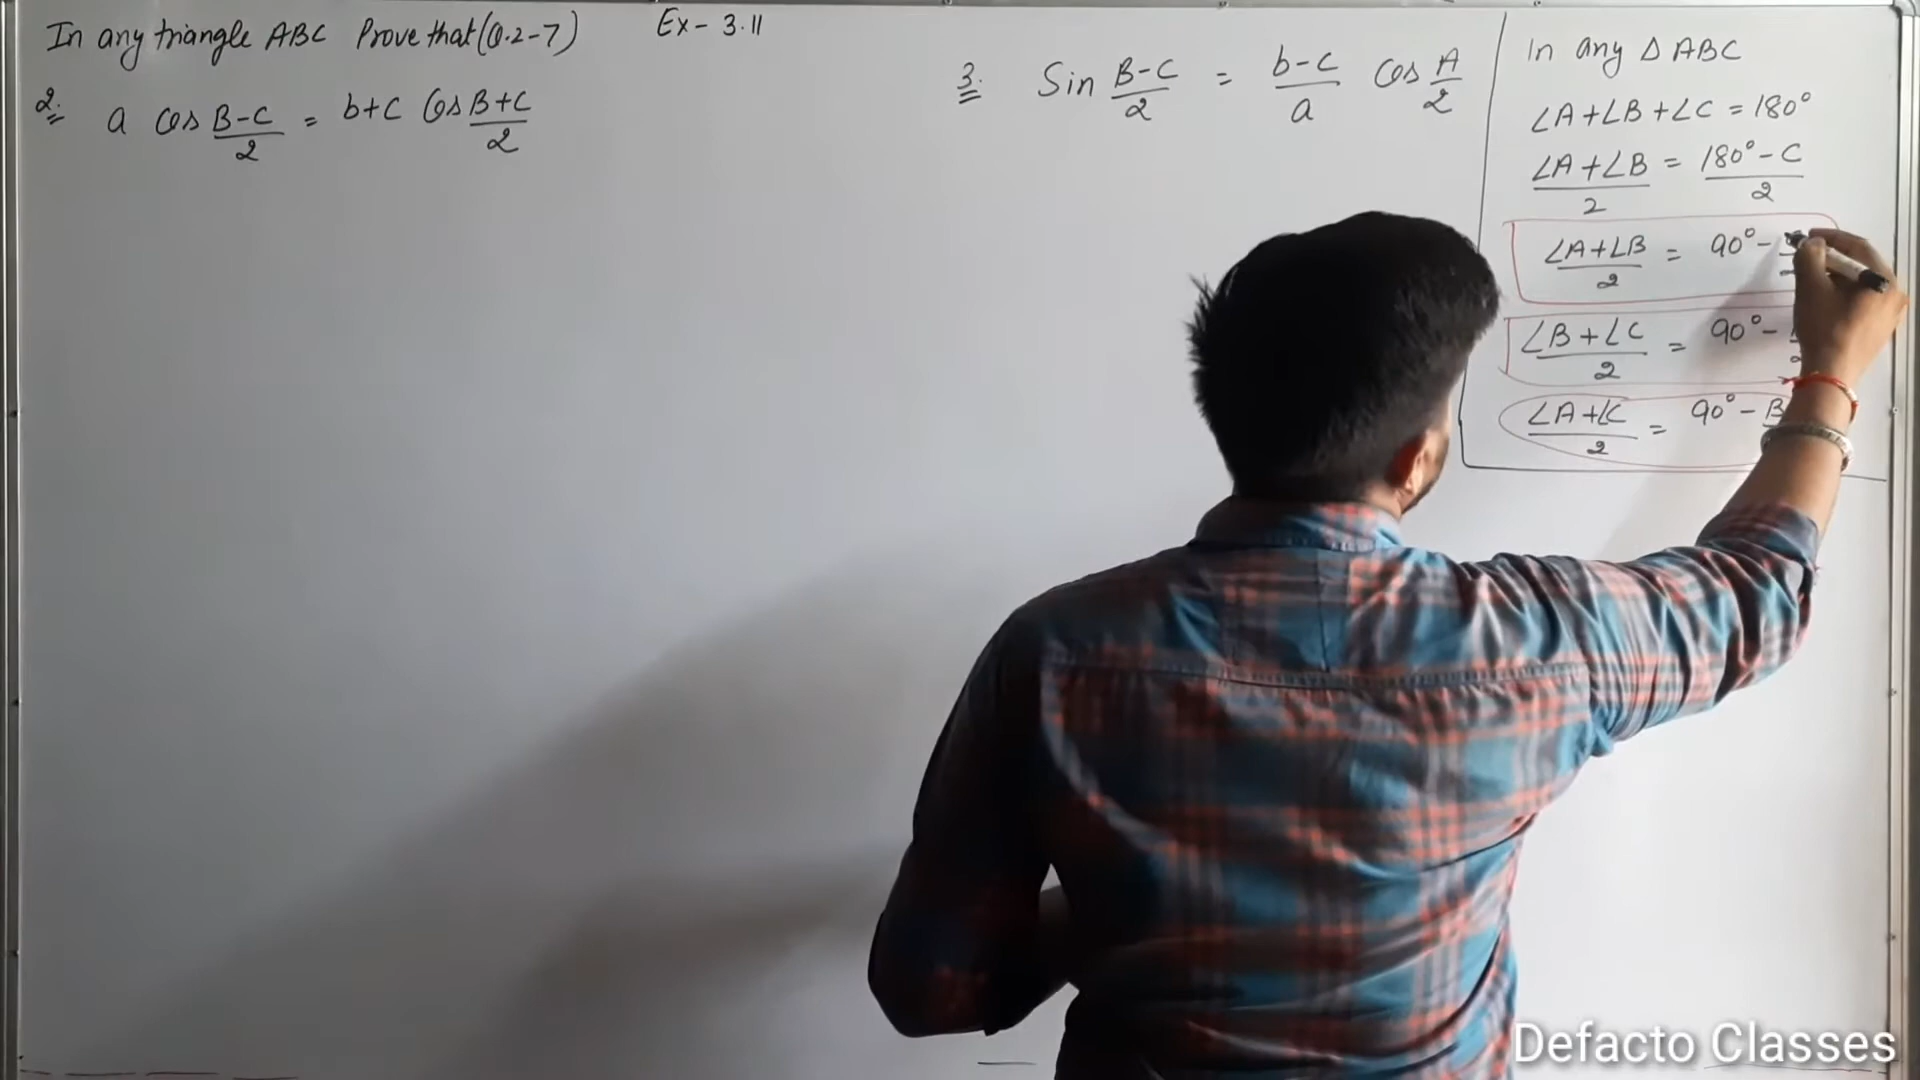 In any triangle ABC Prove that (Q.2-7) Ex- 3.11
2. a Cos B-C/2 = b+c Cos B+C/2
3. Sin B-C/2 = b-c/a Cos A/2
In any Δ ABC
∠A+∠B+∠C = 180°
∠A+∠B/2 = 180°-C/2
∠A+∠B/2 = 90°-
∠B+∠C/2 = 90°-
∠A+∠C/2 = 90°-B
Defacto Classes